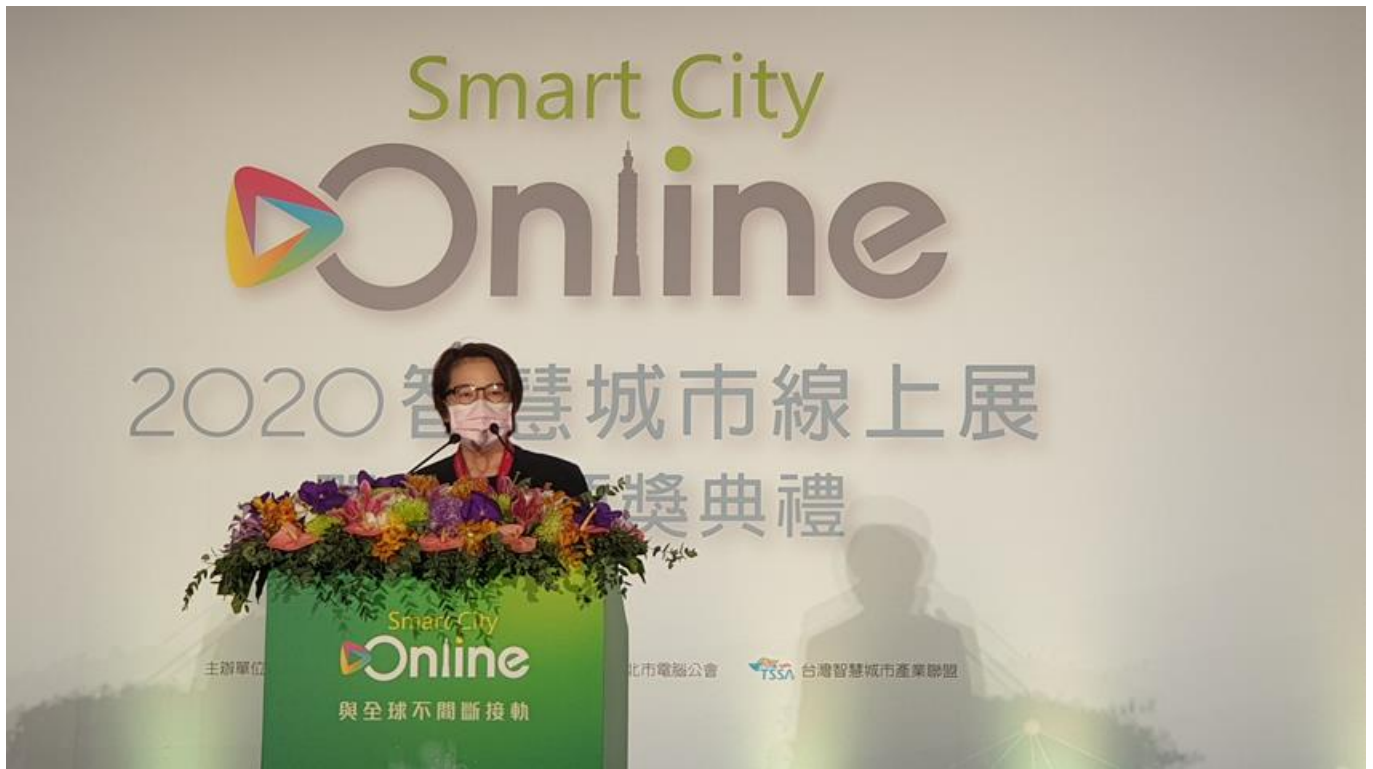 Smart City
Online
2020智慧城市線上展
獎典禮
Smart City
Online
與全球不間斷接軌
主辦單位
北市電腦公會
TSSA 台灣智慧城市產業聯盟